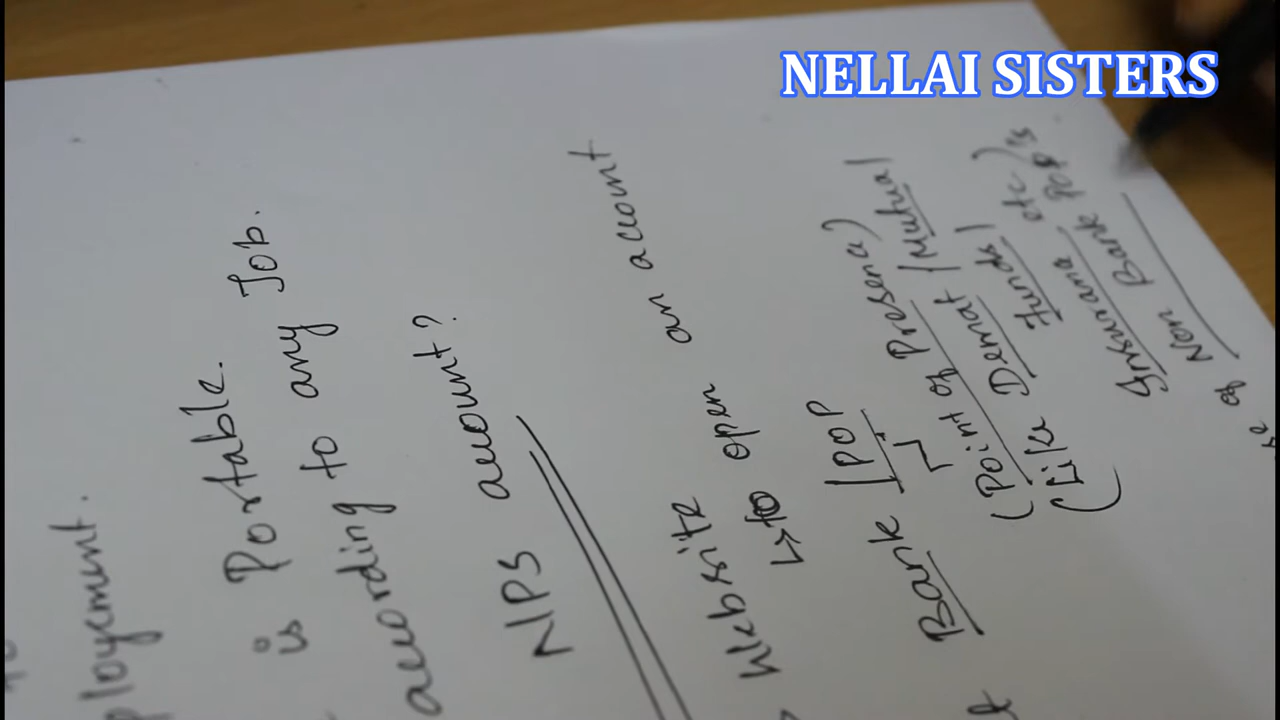 NELLAI SISTERS
is Portable.
according to any Job.
NPS account?
Website
↳ to open an account
Bank / POP
(Point of Presence)
(Like Demat / Mutual
Funds /
Insurance etc.)
of Non Bank POP's